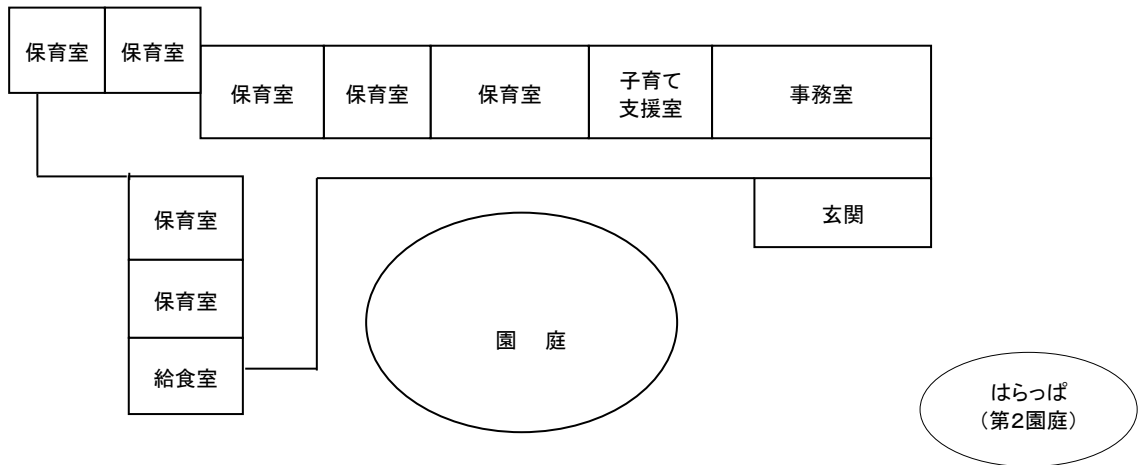 保育室
保育室
保育室
保育室
保育室
子育て
支援室
事務室
保育室
玄関
保育室
園　庭
給食室
はらっぱ
（第２園庭）